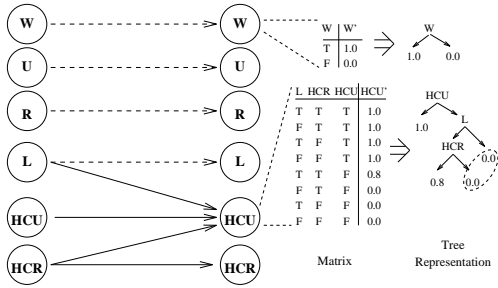 W W
U U
R R
L L
HCU HCU
HCR HCR
W W'
T 1.0
F 0.0
W
1.0 0.0
L HCR HCU HCU'
T T T 1.0
F T T 1.0
T F T 1.0
F F T 1.0
T T F 0.8
F T F 0.0
T F F 0.0
F F F 0.0
HCU
1.0 L
HCR 0.0
0.8 0.0
Matrix
Tree
Representation